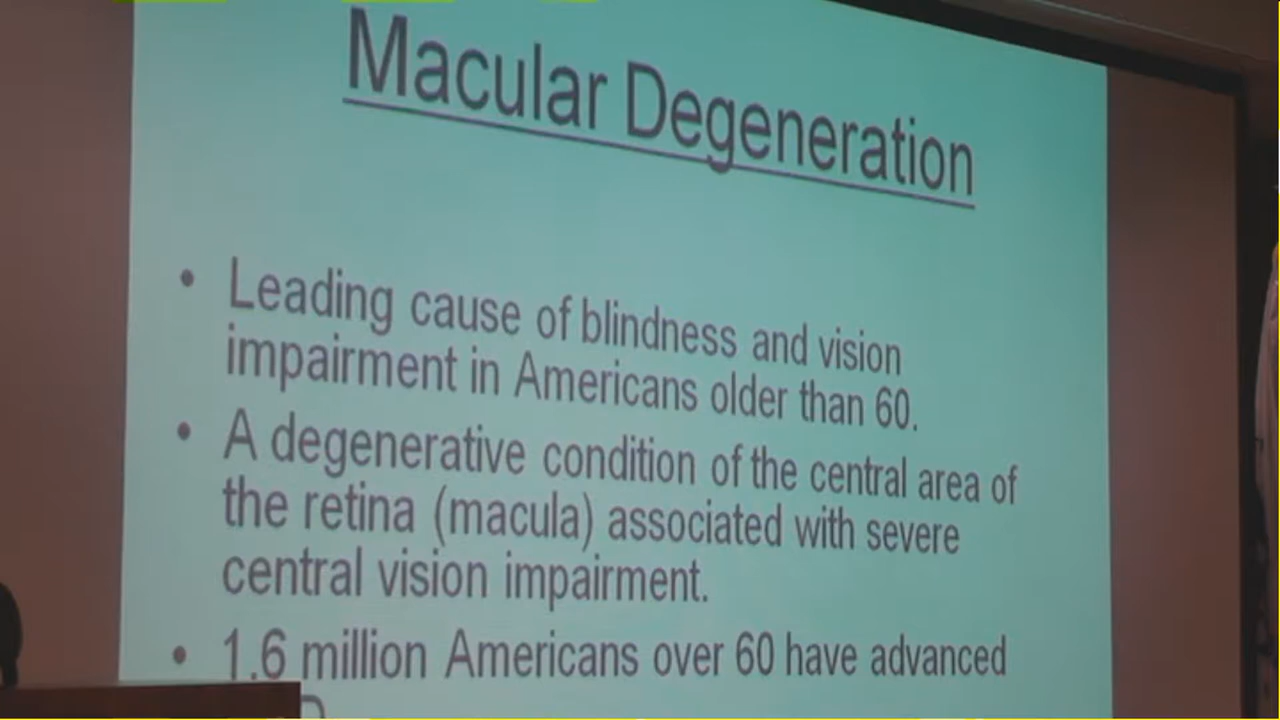 Macular Degeneration
• Leading cause of blindness and vision
impairment in Americans older than 60.
• A degenerative condition of the central area of
the retina (macula) associated with severe
central vision impairment.
• 1.6 million Americans over 60 have advanced